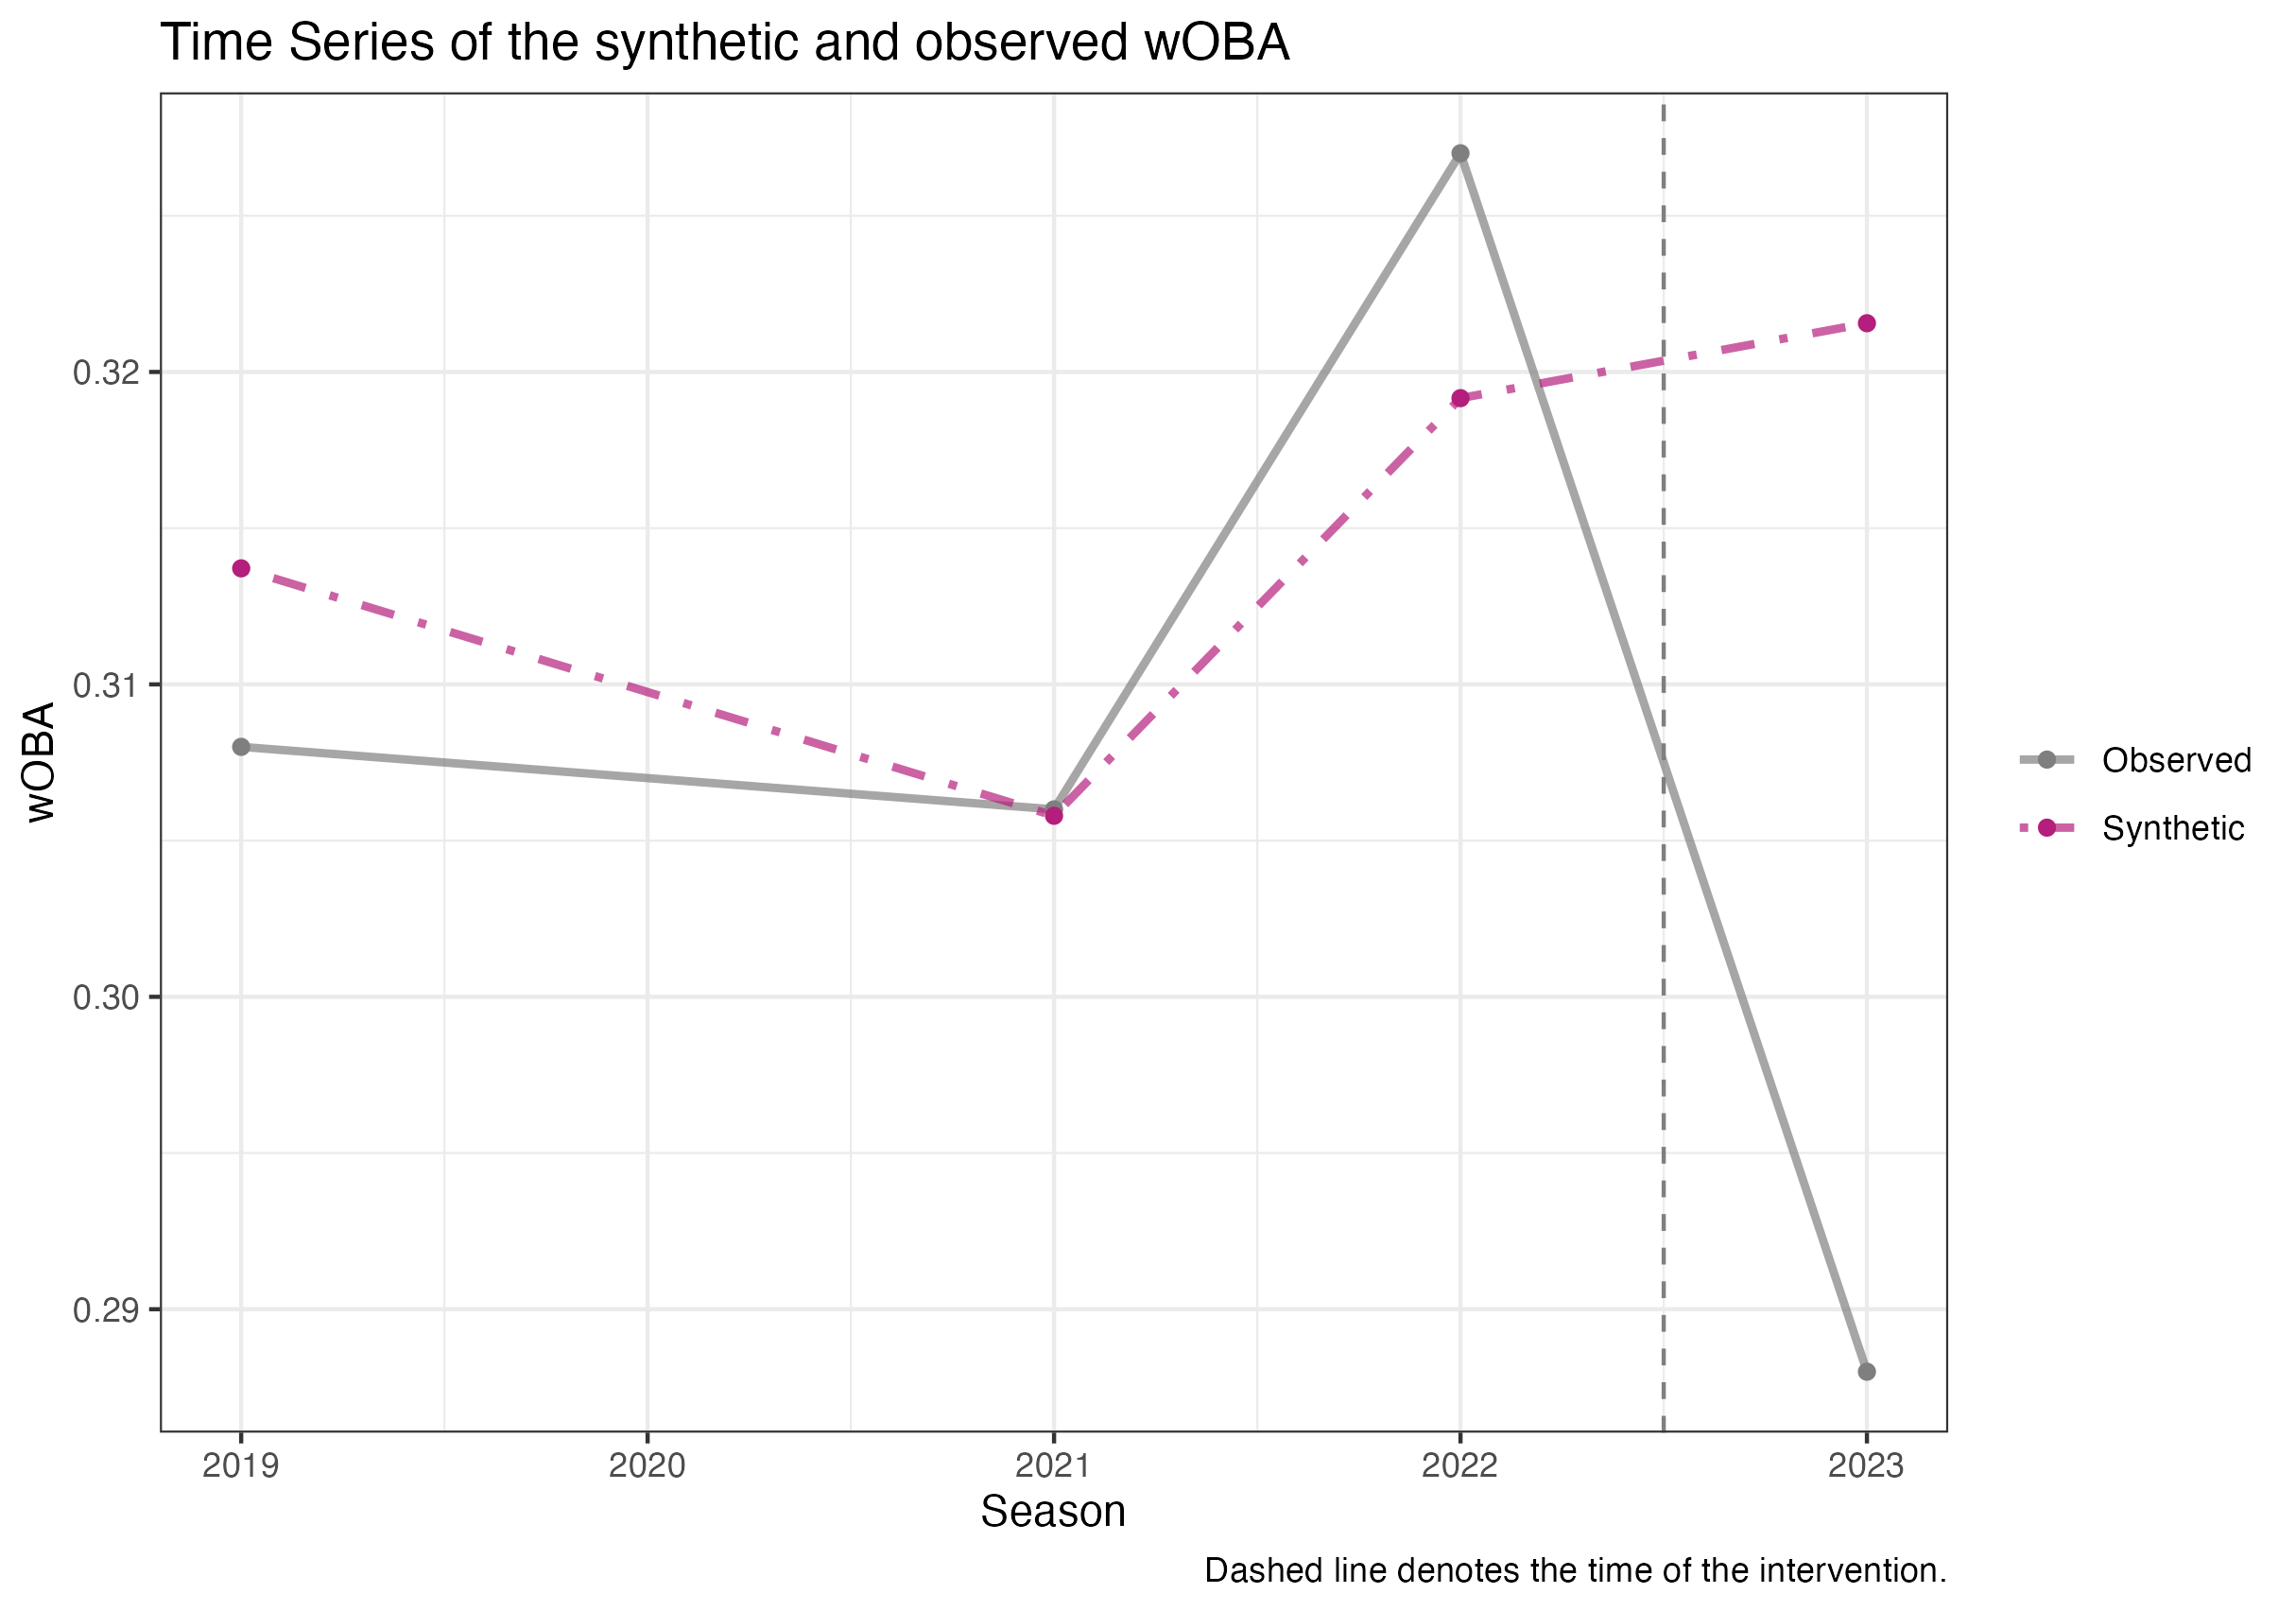 Time Series of the synthetic and observed wOBA
wOBA
0.32
0.31
0.30
0.29
2019 2020 2021 2022 2023
Season
Observed
Synthetic
Dashed line denotes the time of the intervention.